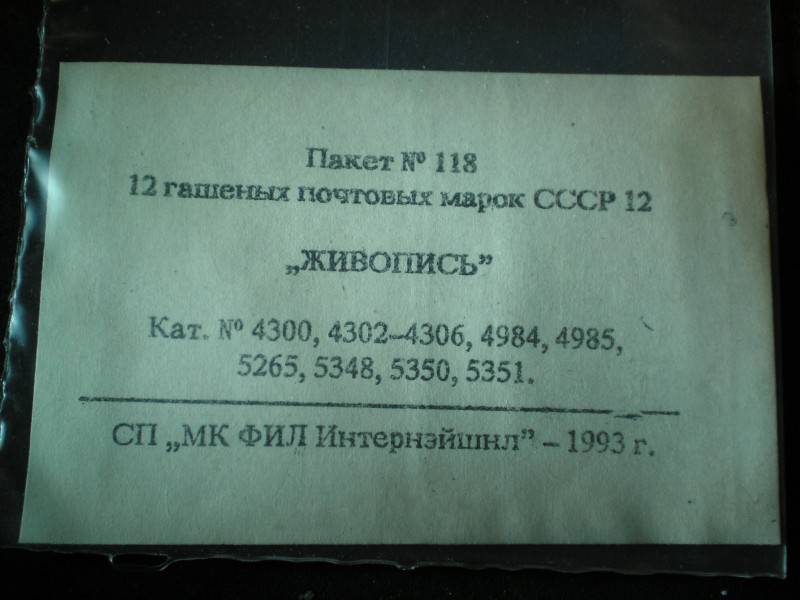 Пакет № 118
12 гашеных почтовых марок СССР 12
„ЖИВОПИСЬ”
Кат. № 4300, 4302–4306, 4984, 4985,
5265, 5348, 5350, 5351.
СП „МК ФИЛ Интернэйшнл” – 1993 г.